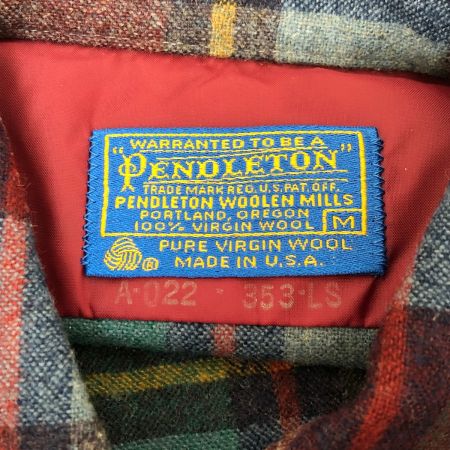 WARRANTED TO BE A
"PENDLETON"
TRADE MARK REG. U.S. PAT. OFF.
PENDLETON WOOLEN MILLS
PORTLAND, OREGON
100% VIRGIN WOOL M
PURE VIRGIN WOOL
® MADE IN U.S.A.
A-022 - 353-LS